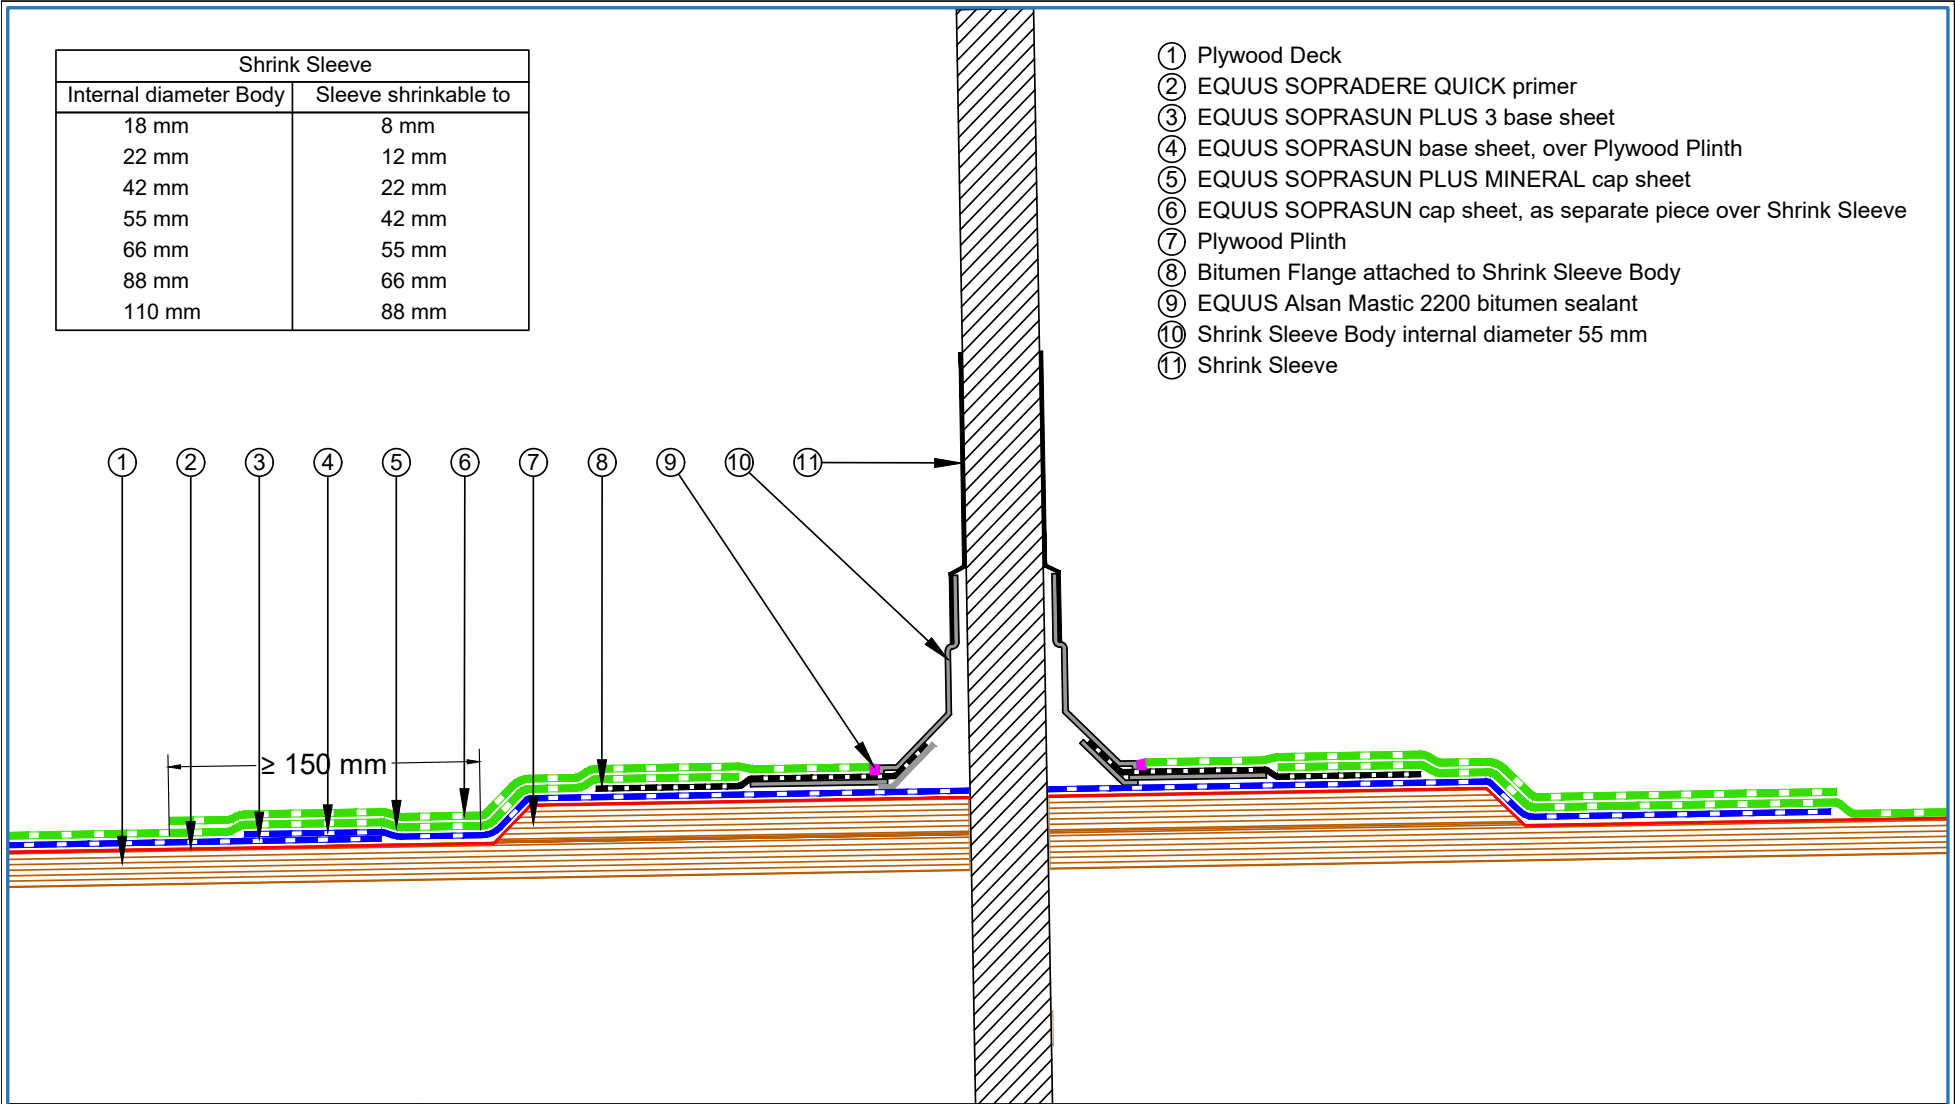 Shrink Sleeve
Internal diameter Body Sleeve shrinkable to
18 mm 8 mm
22 mm 12 mm
42 mm 22 mm
55 mm 42 mm
66 mm 55 mm
88 mm 66 mm
110 mm 88 mm
1 Plywood Deck
2 EQUUS SOPRADERE QUICK primer
3 EQUUS SOPRASUN PLUS 3 base sheet
4 EQUUS SOPRASUN base sheet, over Plywood Plinth
5 EQUUS SOPRASUN PLUS MINERAL cap sheet
6 EQUUS SOPRASUN cap sheet, as separate piece over Shrink Sleeve
7 Plywood Plinth
8 Bitumen Flange attached to Shrink Sleeve Body
9 EQUUS Alsan Mastic 2200 bitumen sealant
10 Shrink Sleeve Body internal diameter 55 mm
11 Shrink Sleeve
1 2 3 4 5 6 7 8 9 10 11
≥ 150 mm